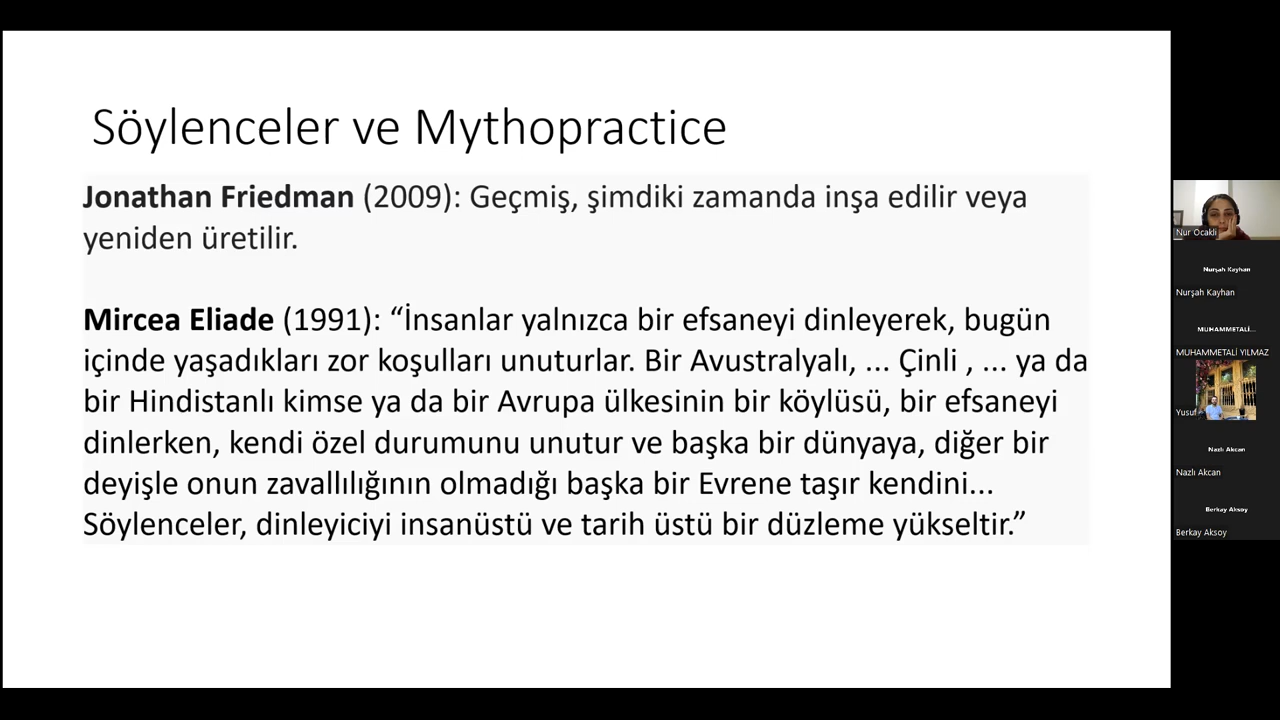 Söylenceler ve Mythopractice
Jonathan Friedman (2009): Geçmiş, şimdiki zamanda inşa edilir veya
yeniden üretilir.
Mircea Eliade (1991): “İnsanlar yalnızca bir efsaneyi dinleyerek, bugün
içinde yaşadıkları zor koşulları unuturlar. Bir Avustralyalı, ... Çinli , ... ya da
bir Hindistanlı kimse ya da bir Avrupa ülkesinin bir köylüsü, bir efsaneyi
dinlerken, kendi özel durumunu unutur ve başka bir dünyaya, diğer bir
deyişle onun zavallılığının olmadığı başka bir Evrene taşır kendini...
Söylenceler, dinleyiciyi insanüstü ve tarih üstü bir düzleme yükseltir.”
Nur Ocakli
Nurşah Kayhan
Nurşah Kayhan
MUHAMMETALİ...
MUHAMMETALİ YILMAZ
Yusuf
Nazlı Akcan
Nazlı Akcan
Berkay Aksoy
Berkay Aksoy